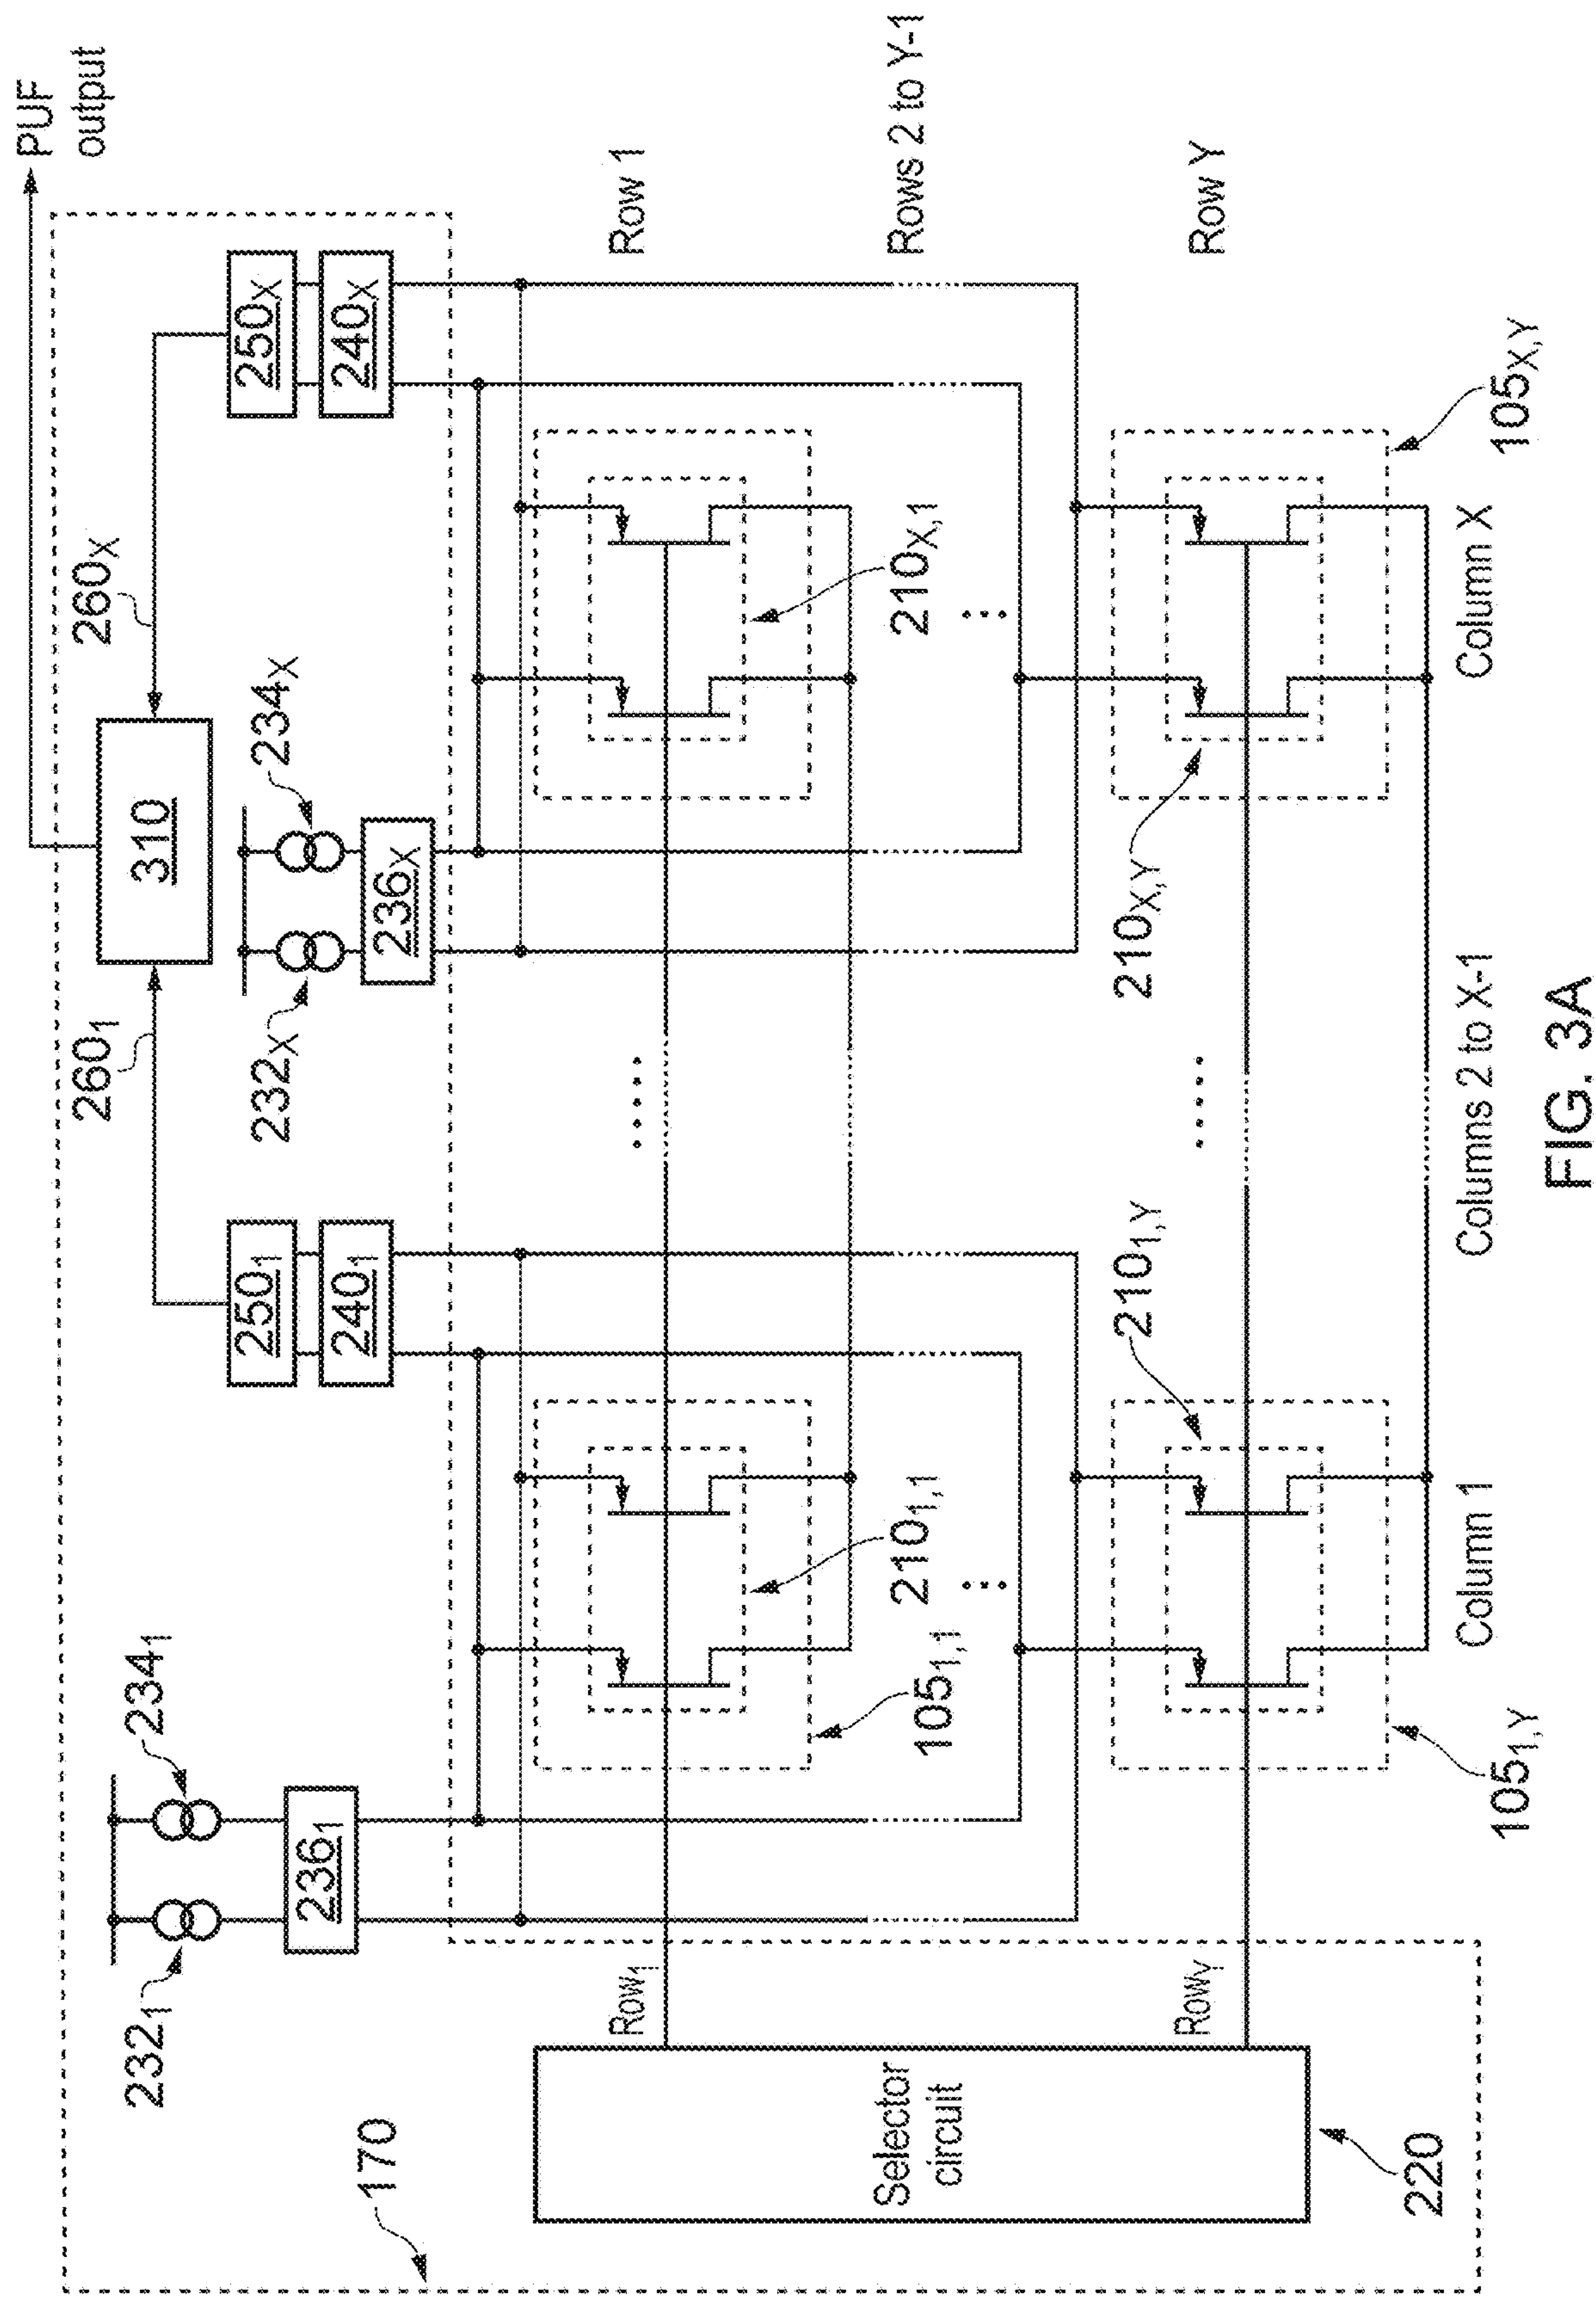 PUF
output
260₁
260ₓ
310
234₁
232₁
236₁
250₁
240₁
232ₓ
234ₓ
236ₓ
250ₓ
240ₓ
170
Row₁
Row 1
210₁,₁
105₁,₁
210X,1
Rows 2 to Y-1
Selector
circuit
RowY
Row Y
210₁,Y
210X,Y
220
105₁,Y
105X,Y
Column 1
Columns 2 to X-1
Column X
FIG. 3A